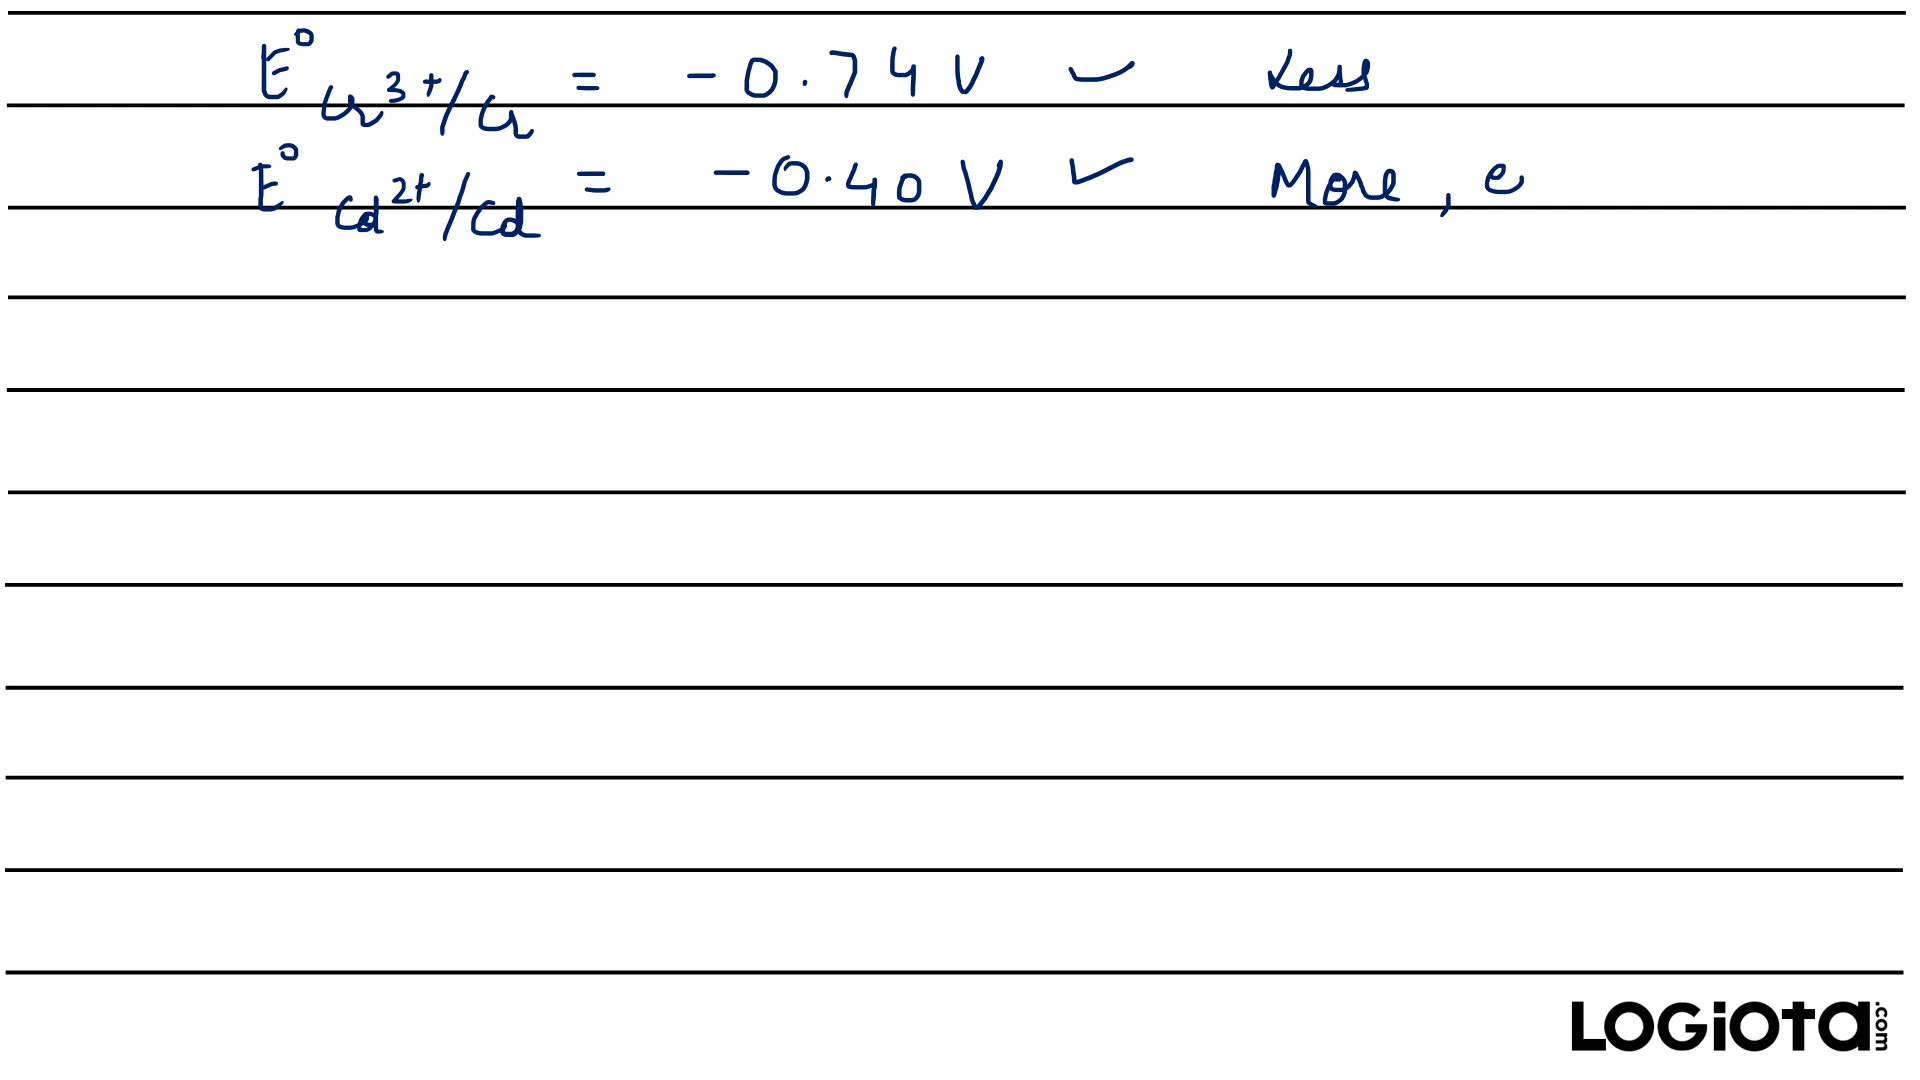 E° Cr³⁺/Cr = - 0.74 V ✓ Less
E° Cd²⁺/Cd = - 0.40 V ✓ More, e
LOGiOTA.com